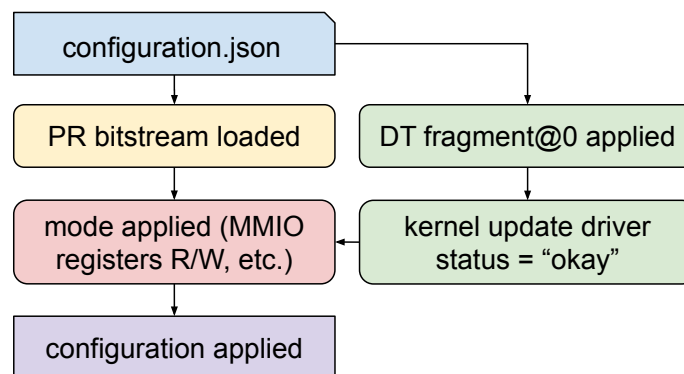 configuration.json
PR bitstream loaded
DT fragment@0 applied
mode applied (MMIO
registers R/W, etc.)
kernel update driver
status = “okay”
configuration applied